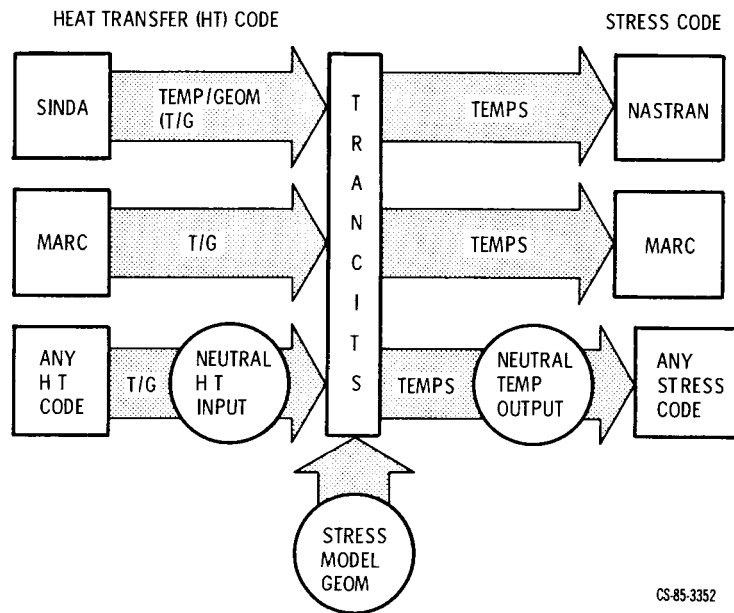 HEAT TRANSFER (HT) CODE
STRESS CODE
SINDA
TEMP/GEOM
(T/G
TRANCITS
TEMPS
NASTRAN
MARC
T/G
TEMPS
MARC
ANY
H T
CODE
T/G
NEUTRAL
H T
INPUT
TEMPS
NEUTRAL
TEMP
OUTPUT
ANY
STRESS
CODE
STRESS
MODEL
GEOM
CS-85-3352